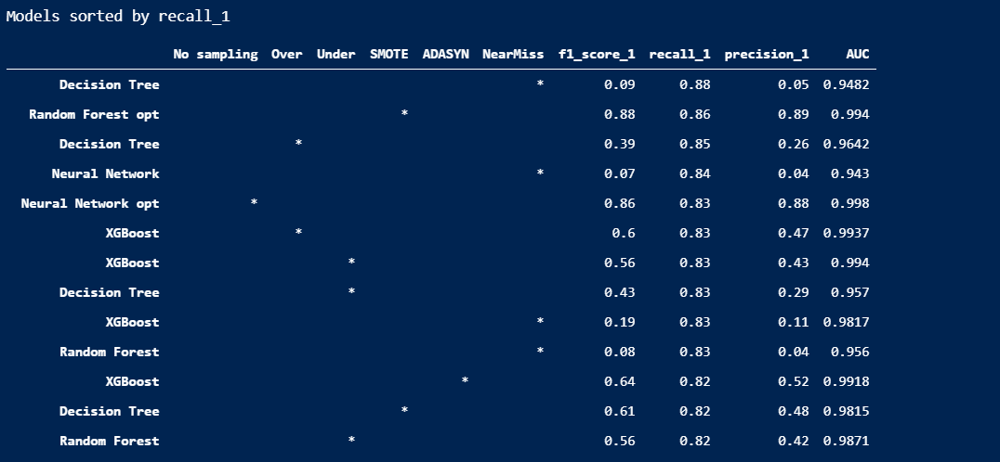 Models sorted by recall_1
No sampling Over Under SMOTE ADASYN NearMiss f1_score_1 recall_1 precision_1 AUC
Decision Tree * 0.09 0.88 0.05 0.9482
Random Forest opt * 0.88 0.86 0.89 0.994
Decision Tree * 0.39 0.85 0.26 0.9642
Neural Network * 0.07 0.84 0.04 0.943
Neural Network opt * 0.86 0.83 0.88 0.998
XGBoost * 0.6 0.83 0.47 0.9937
XGBoost * 0.56 0.83 0.43 0.994
Decision Tree * 0.43 0.83 0.29 0.957
XGBoost * 0.19 0.83 0.11 0.9817
Random Forest * 0.08 0.83 0.04 0.956
XGBoost * 0.64 0.82 0.52 0.9918
Decision Tree * 0.61 0.82 0.48 0.9815
Random Forest * 0.56 0.82 0.42 0.9871